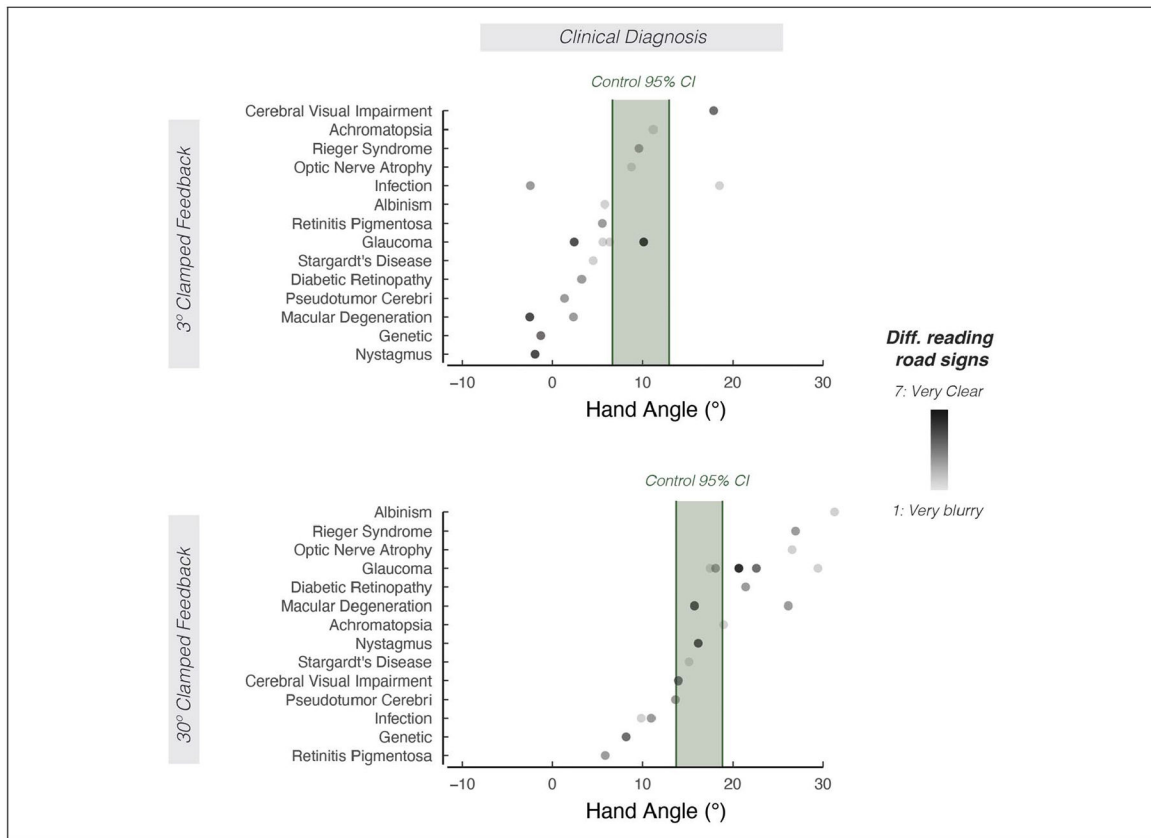 Clinical Diagnosis
Control 95% CI
3° Clamped Feedback
Cerebral Visual Impairment
Achromatopsia
Rieger Syndrome
Optic Nerve Atrophy
Infection
Albinism
Retinitis Pigmentosa
Glaucoma
Stargardt's Disease
Diabetic Retinopathy
Pseudotumor Cerebri
Macular Degeneration
Genetic
Nystagmus
−10 0 10 20 30
Hand Angle (°)
Diff. reading
road signs
7: Very Clear
1: Very blurry
Control 95% CI
30° Clamped Feedback
Albinism
Rieger Syndrome
Optic Nerve Atrophy
Glaucoma
Diabetic Retinopathy
Macular Degeneration
Achromatopsia
Nystagmus
Stargardt's Disease
Cerebral Visual Impairment
Pseudotumor Cerebri
Infection
Genetic
Retinitis Pigmentosa
−10 0 10 20 30
Hand Angle (°)